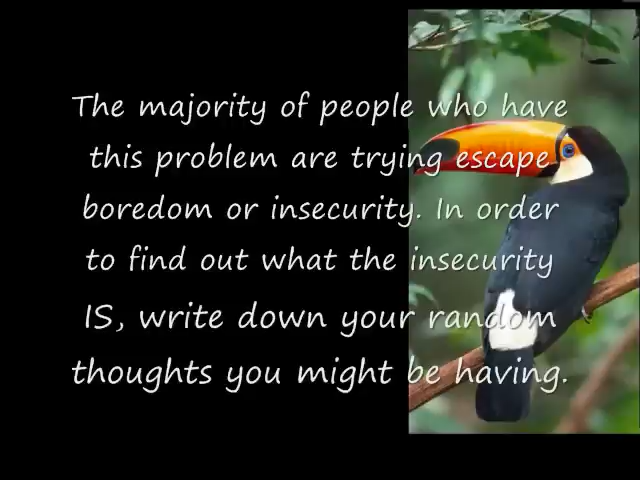 The majority of people who have
this problem are trying escape
boredom or insecurity. In order
to find out what the insecurity
IS, write down your random
thoughts you might be having.